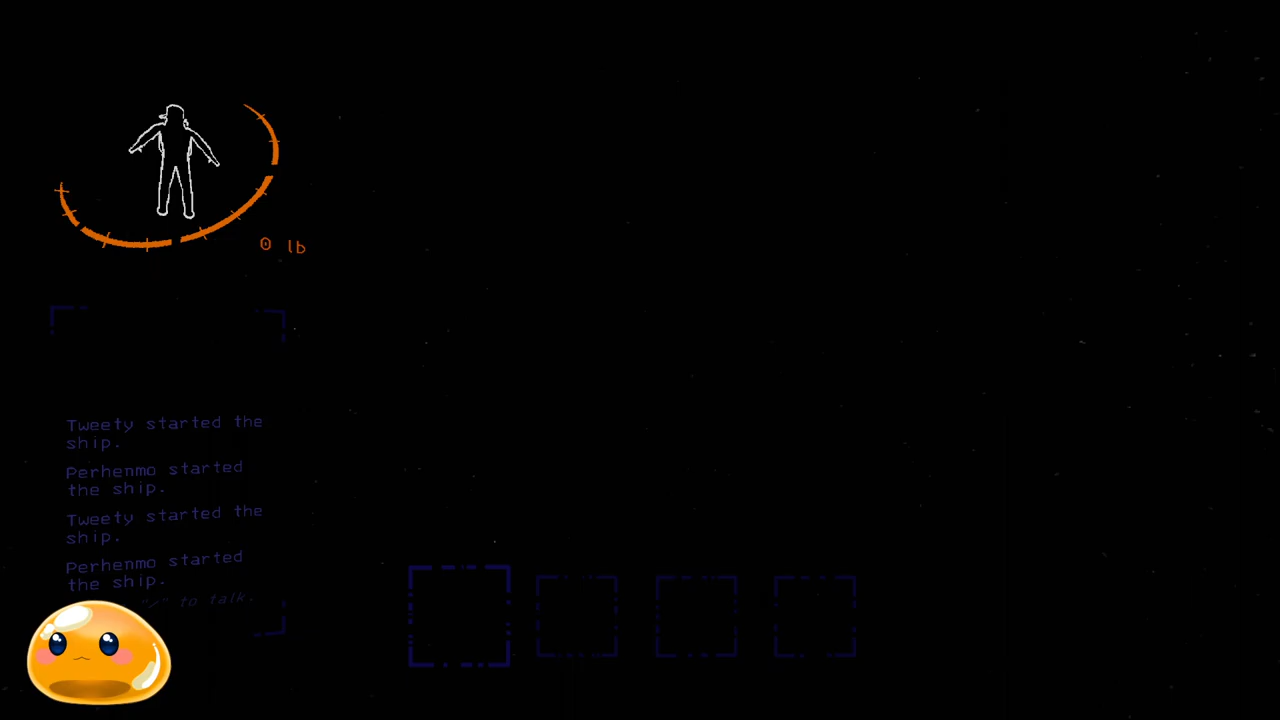 0 lb
Tweety started the
ship.
Perhenmo started
the ship.
Tweety started the
ship.
Perhenmo started
the ship.
"/" to talk.